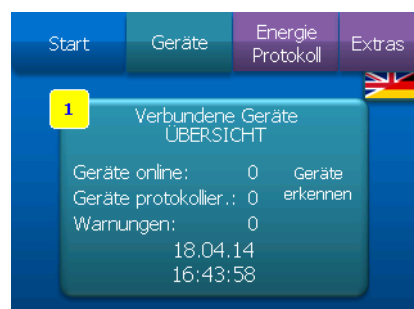 Start
Geräte
Energie
Protokoll
Extras
1
Verbundene Geräte
ÜBERSICHT
Geräte online: 0
Geräte protokollier.: 0
Warnungen: 0
Geräte
erkennen
18.04.14
16:43:58